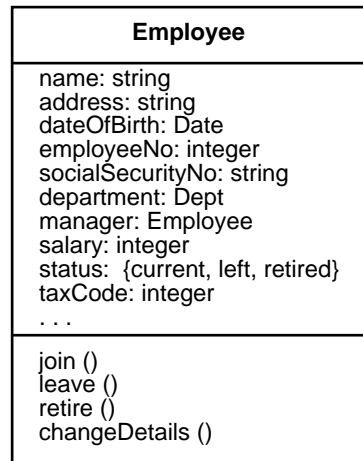 Employee
name: string
address: string
dateOfBirth: Date
employeeNo: integer
socialSecurityNo: string
department: Dept
manager: Employee
salary: integer
status: {current, left, retired}
taxCode: integer
. . .
join ()
leave ()
retire ()
changeDetails ()